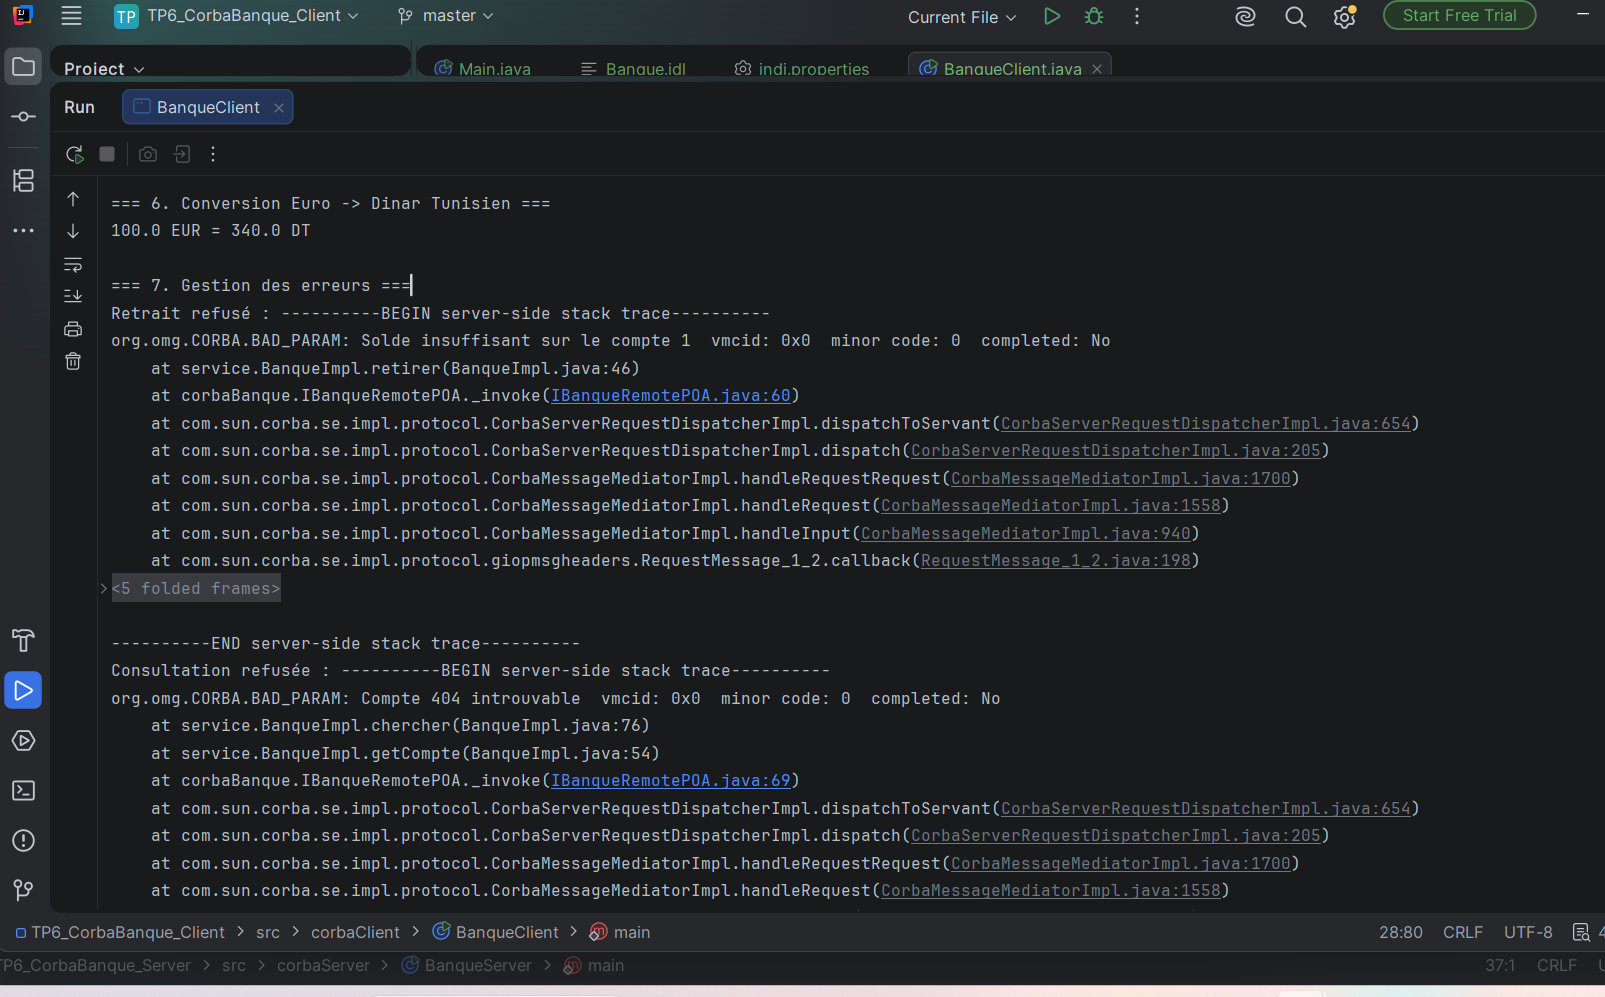 TP TP6_CorbaBanque_Client master Current File Start Free Trial
Project Main.java Banque.idl jndi.properties BanqueClient.java
Run BanqueClient
=== 6. Conversion Euro -> Dinar Tunisien ===
100.0 EUR = 340.0 DT
=== 7. Gestion des erreurs ===
Retrait refusé : ----------BEGIN server-side stack trace----------
org.omg.CORBA.BAD_PARAM: Solde insuffisant sur le compte 1  vmcid: 0x0  minor code: 0  completed: No
at service.BanqueImpl.retirer(BanqueImpl.java:46)
at corbaBanque.IBanqueRemotePOA._invoke(IBanqueRemotePOA.java:60)
at com.sun.corba.se.impl.protocol.CorbaServerRequestDispatcherImpl.dispatchToServant(CorbaServerRequestDispatcherImpl.java:654)
at com.sun.corba.se.impl.protocol.CorbaServerRequestDispatcherImpl.dispatch(CorbaServerRequestDispatcherImpl.java:205)
at com.sun.corba.se.impl.protocol.CorbaMessageMediatorImpl.handleRequestRequest(CorbaMessageMediatorImpl.java:1700)
at com.sun.corba.se.impl.protocol.CorbaMessageMediatorImpl.handleRequest(CorbaMessageMediatorImpl.java:1558)
at com.sun.corba.se.impl.protocol.CorbaMessageMediatorImpl.handleInput(CorbaMessageMediatorImpl.java:940)
at com.sun.corba.se.impl.protocol.giopmsgheaders.RequestMessage_1_2.callback(RequestMessage_1_2.java:198)
<5 folded frames>
----------END server-side stack trace----------
Consultation refusée : ----------BEGIN server-side stack trace----------
org.omg.CORBA.BAD_PARAM: Compte 404 introuvable  vmcid: 0x0  minor code: 0  completed: No
at service.BanqueImpl.chercher(BanqueImpl.java:76)
at service.BanqueImpl.getCompte(BanqueImpl.java:54)
at corbaBanque.IBanqueRemotePOA._invoke(IBanqueRemotePOA.java:69)
at com.sun.corba.se.impl.protocol.CorbaServerRequestDispatcherImpl.dispatchToServant(CorbaServerRequestDispatcherImpl.java:654)
at com.sun.corba.se.impl.protocol.CorbaServerRequestDispatcherImpl.dispatch(CorbaServerRequestDispatcherImpl.java:205)
at com.sun.corba.se.impl.protocol.CorbaMessageMediatorImpl.handleRequestRequest(CorbaMessageMediatorImpl.java:1700)
at com.sun.corba.se.impl.protocol.CorbaMessageMediatorImpl.handleRequest(CorbaMessageMediatorImpl.java:1558)
TP6_CorbaBanque_Client > src > corbaClient > BanqueClient > main 28:80 CRLF UTF-8 4
TP6_CorbaBanque_Server > src > corbaServer > BanqueServer > main 37:1 CRLF